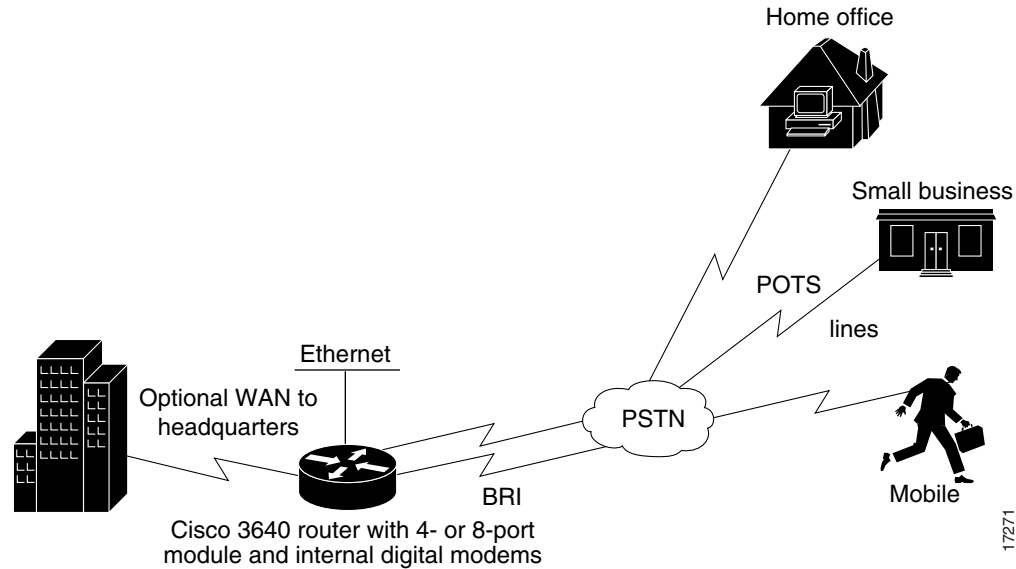 Home office
Small business
POTS
lines
Ethernet
Optional WAN to
headquarters
PSTN
BRI
Mobile
Cisco 3640 router with 4- or 8-port
module and internal digital modems
17271